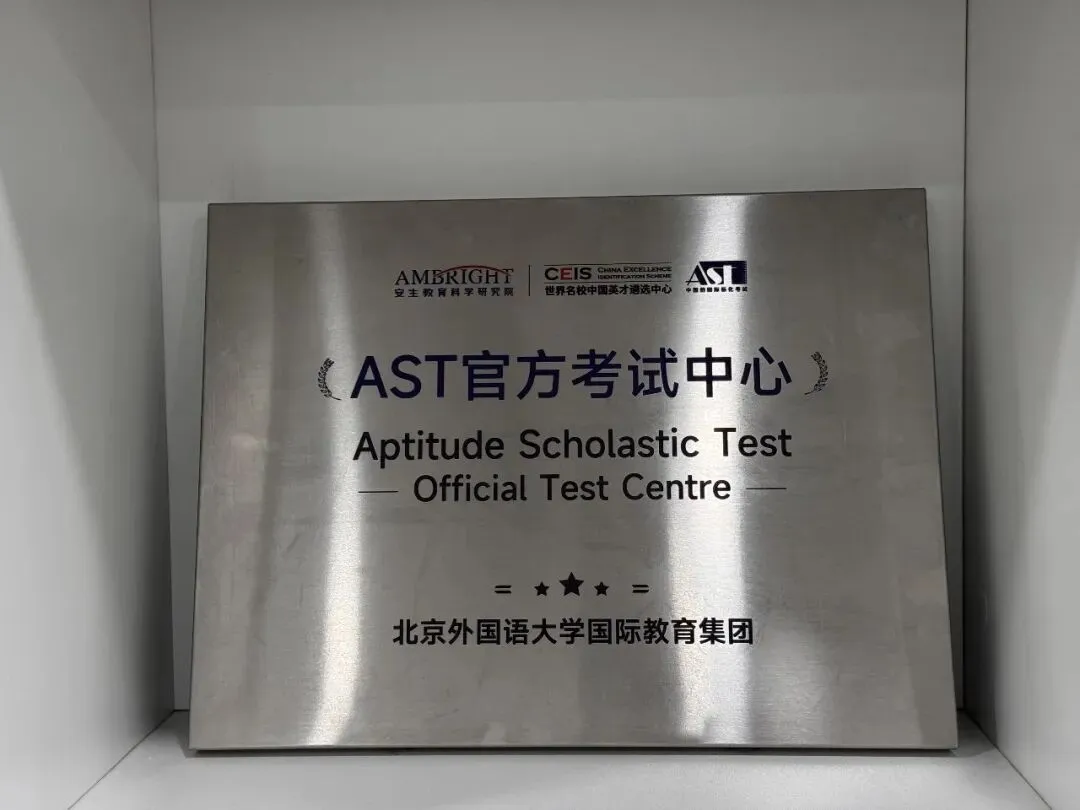 AMBRIGHT
安生教育科学研究院
CEIS CHINA EXCELLENCE IDENTIFICATION SCHEME
世界名校中国英才遴选中心
AST
AST官方考试中心
Aptitude Scholastic Test
Official Test Centre
北京外国语大学国际教育集团